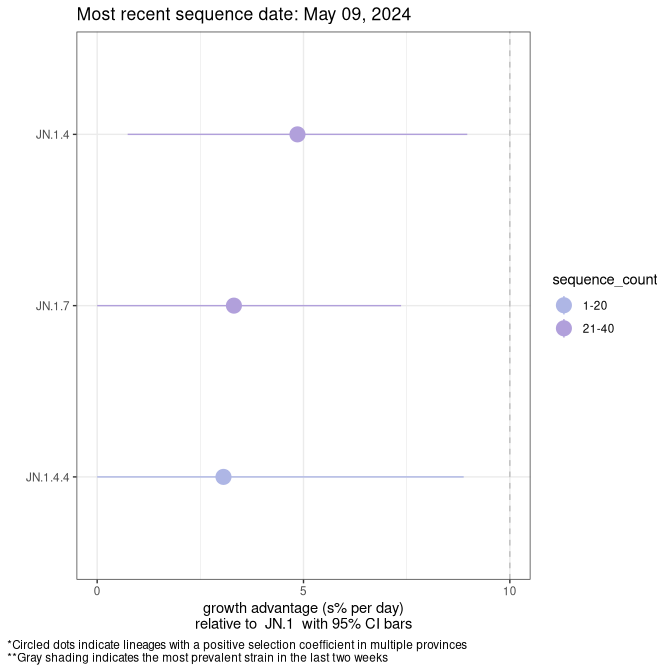 Most recent sequence date: May 09, 2024
JN.1.4
JN.1.7
JN.1.4.4
0
5
10
growth advantage (s% per day)
relative to  JN.1  with 95% CI bars
sequence_count
1-20
21-40
*Circled dots indicate lineages with a positive selection coefficient in multiple provinces
**Gray shading indicates the most prevalent strain in the last two weeks